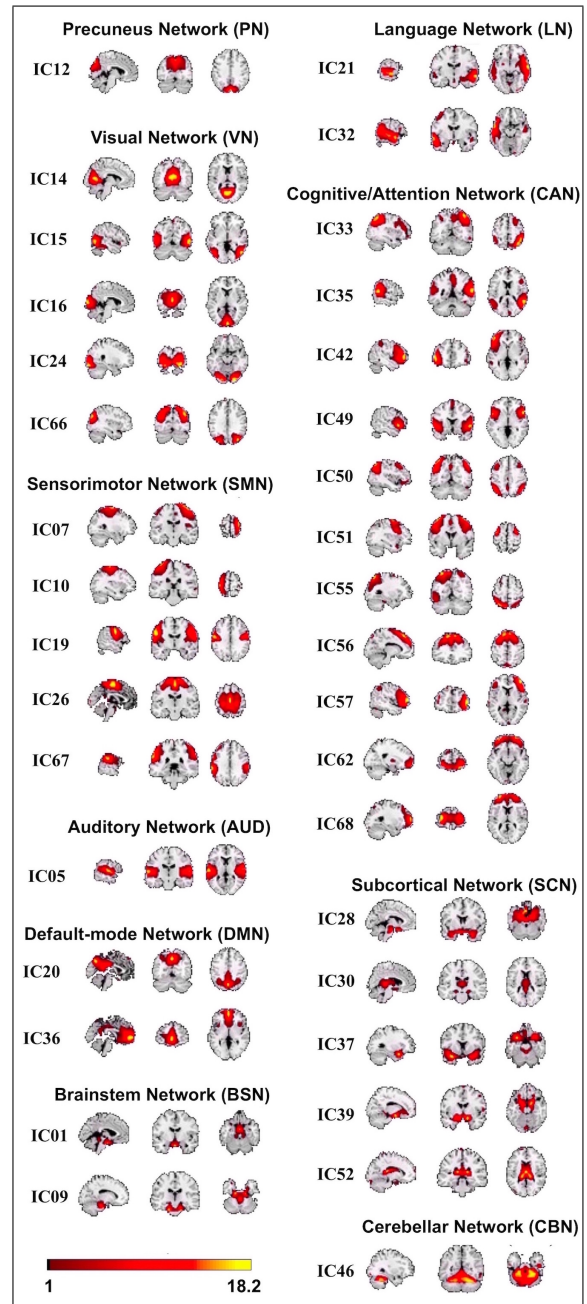 Precuneus Network (PN)
IC12
Visual Network (VN)
IC14
IC15
IC16
IC24
IC66
Sensorimotor Network (SMN)
IC07
IC10
IC19
IC26
IC67
Auditory Network (AUD)
IC05
Default-mode Network (DMN)
IC20
IC36
Brainstem Network (BSN)
IC01
IC09
1
18.2
Language Network (LN)
IC21
IC32
Cognitive/Attention Network (CAN)
IC33
IC35
IC42
IC49
IC50
IC51
IC55
IC56
IC57
IC62
IC68
Subcortical Network (SCN)
IC28
IC30
IC37
IC39
IC52
Cerebellar Network (CBN)
IC46